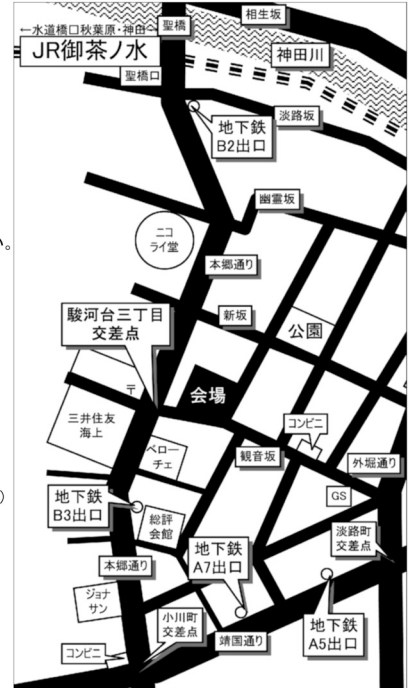 相生坂
聖橋
←水道橋口秋葉原・神田→
JR御茶ノ水
神田川
聖橋口
淡路坂
地下鉄
B2出口
幽霊坂
ニコ
ライ堂
い。
本郷通り
駿河台三丁目
交差点
新坂
公園
〒
会場
三井住友
海上
コンビニ
ベロー
チェ
観音坂
外堀通り
地下鉄
B3出口
GS
)
総評
会館
淡路町
交差点
地下鉄
A7出口
本郷通り
ジョナ
サン
小川町
交差点
地下鉄
A5出口
靖国通り
コンビニ